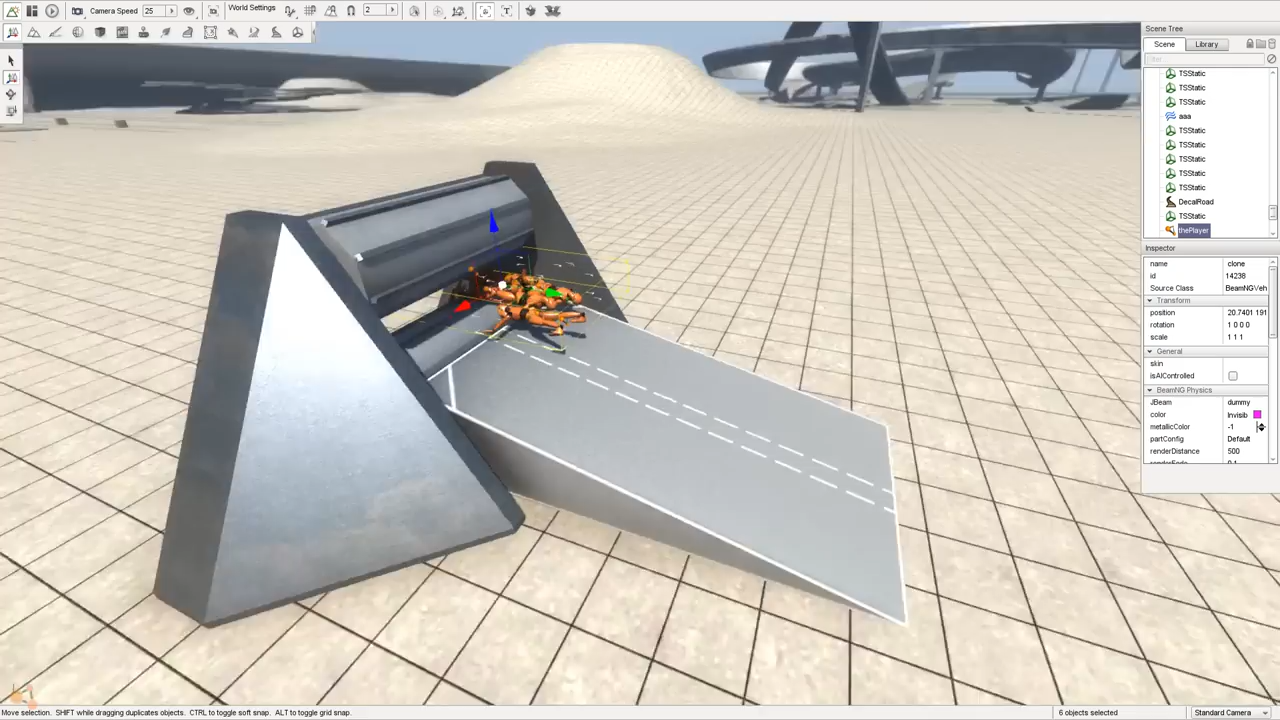 Camera Speed 25
World Settings
2
Scene Tree
Scene Library
TSStatic
TSStatic
TSStatic
aaa
TSStatic
TSStatic
TSStatic
TSStatic
TSStatic
DecalRoad
TSStatic
thePlayer
Inspector
name clone
id 14238
Source Class BeamNGVeh
Transform
position 20.7401 191
rotation 1 0 0 0
scale 1 1 1
General
skin
isAIControlled
BeamNG Physics
JBeam dummy
color Invisib
metallicColor -1
partConfig Default
renderDistance 500
Move selection. SHIFT while dragging duplicates objects. CTRL to toggle soft snap. ALT to toggle grid snap.
6 objects selected
Standard Camera